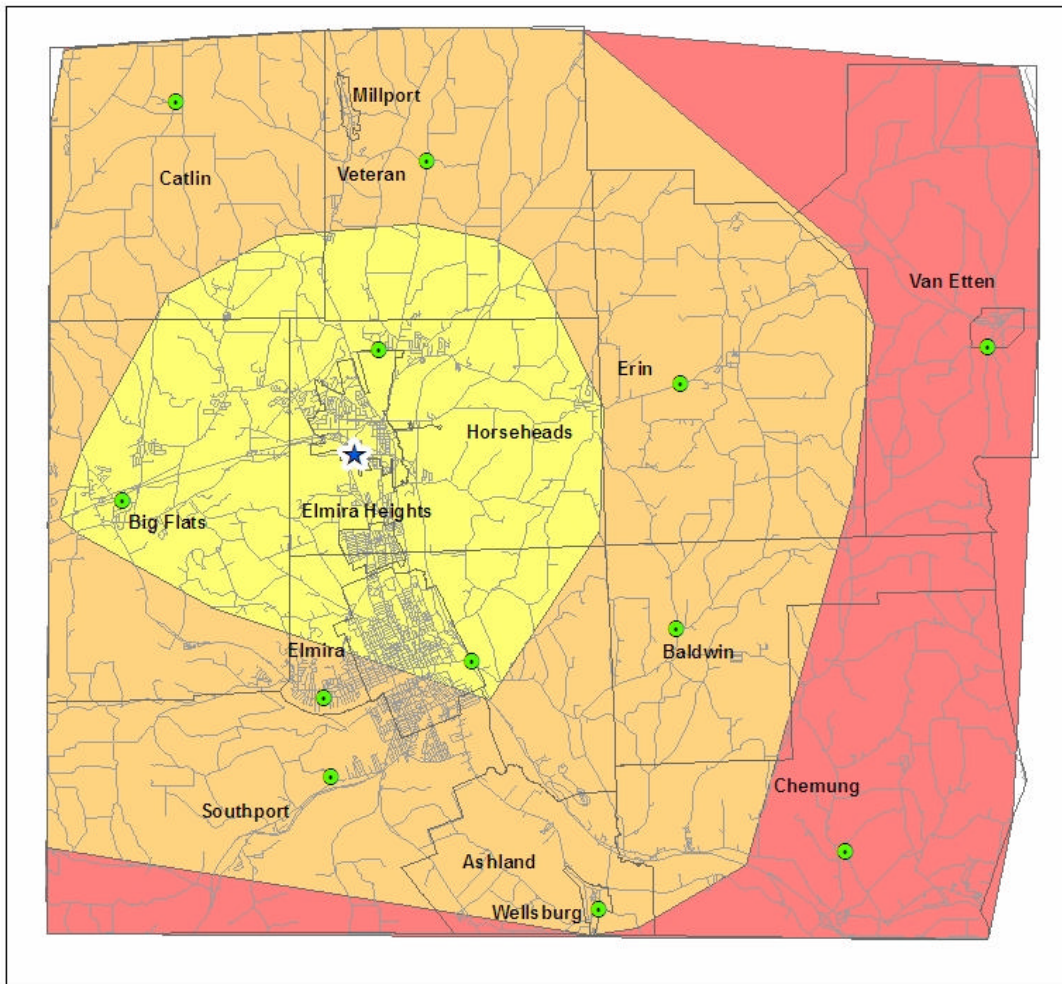 Millport
Catlin
Veteran
Van Etten
Erin
Horseheads
Elmira Heights
Big Flats
Elmira
Baldwin
Chemung
Southport
Ashland
Wellsburg